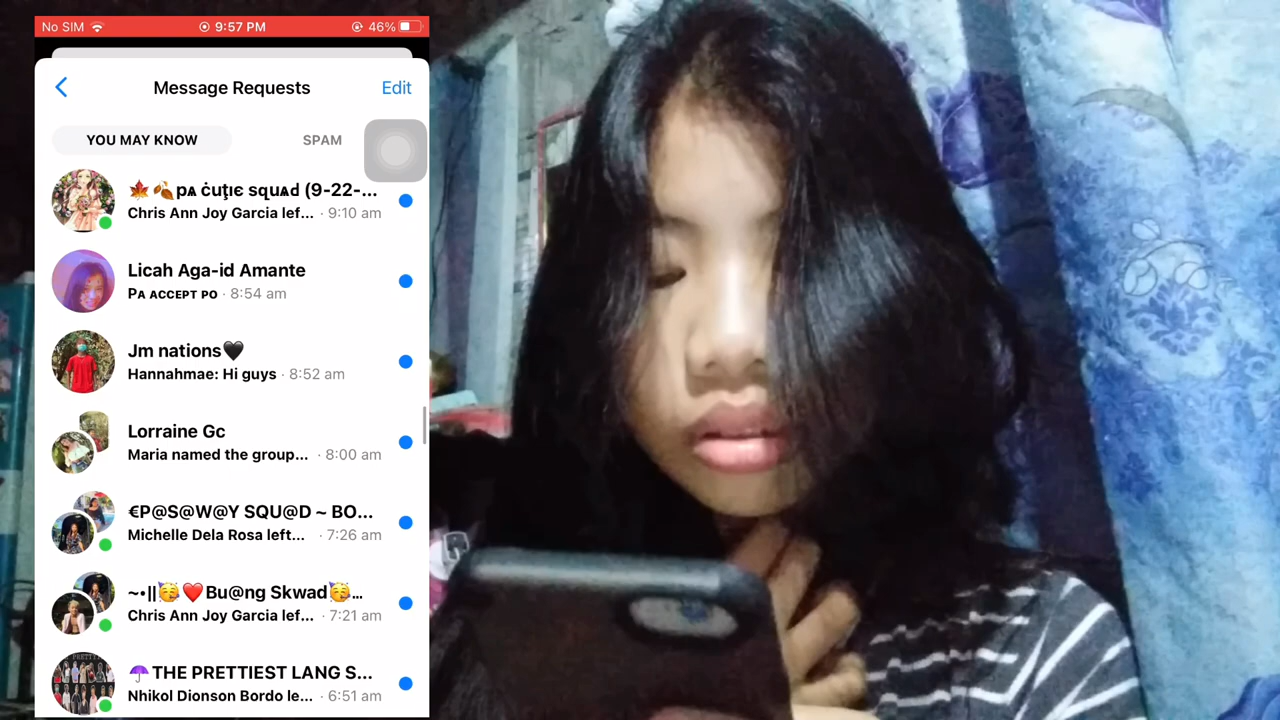 No SIM 9:57 PM 46%
Message Requests Edit
YOU MAY KNOW SPAM
🍁🍂pᴀ ċuţιє sqυᴀd (9-22-...
Chris Ann Joy Garcia lef... · 9:10 am
Licah Aga-id Amante
Pᴀ ᴀᴄᴄᴇᴘᴛ ᴘᴏ · 8:54 am
Jm nations🖤
Hannahmae: Hi guys · 8:52 am
Lorraine Gc
Maria named the group... · 8:00 am
€P@S@W@Y SQU@D ~ BO...
Michelle Dela Rosa left... · 7:26 am
~•||🥳❤️Bu@ng Skwad🥳...
Chris Ann Joy Garcia lef... · 7:21 am
☂️THE PRETTIEST LANG S...
Nhikol Dionson Bordo le... · 6:51 am